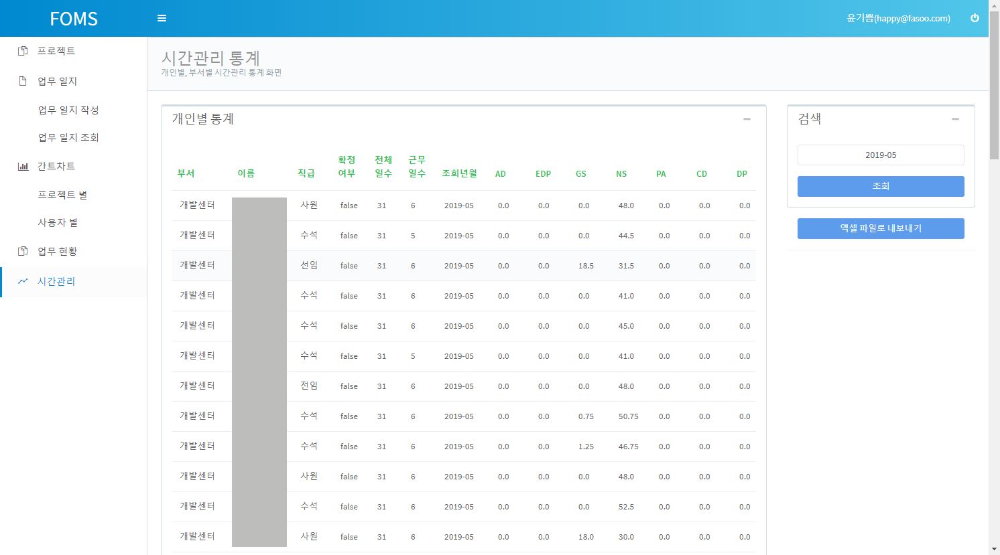 FOMS
윤기쁨(happy@fasoo.com)
프로젝트
업무 일지
업무 일지 작성
업무 일지 조회
간트차트
프로젝트 별
사용자 별
업무 현황
시간관리
시간관리 통계
개인별, 부서별 시간관리 통계 화면
개인별 통계
부서 이름 직급 확정 여부 전체 일수 근무 일수 조회년월 AD EDP GS NS PA CD DP
개발센터 사원 false 31 6 2019-05 0.0 0.0 0.0 48.0 0.0 0.0 0.0
개발센터 수석 false 31 5 2019-05 0.0 0.0 0.0 44.5 0.0 0.0 0.0
개발센터 선임 false 31 6 2019-05 0.0 0.0 18.5 31.5 0.0 0.0 0.0
개발센터 수석 false 31 6 2019-05 0.0 0.0 0.0 41.0 0.0 0.0 0.0
개발센터 수석 false 31 6 2019-05 0.0 0.0 0.0 45.0 0.0 0.0 0.0
개발센터 수석 false 31 5 2019-05 0.0 0.0 0.0 41.0 0.0 0.0 0.0
개발센터 전임 false 31 6 2019-05 0.0 0.0 0.0 48.0 0.0 0.0 0.0
개발센터 수석 false 31 6 2019-05 0.0 0.0 0.75 50.75 0.0 0.0 0.0
개발센터 수석 false 31 6 2019-05 0.0 0.0 1.25 46.75 0.0 0.0 0.0
개발센터 사원 false 31 6 2019-05 0.0 0.0 0.0 48.0 0.0 0.0 0.0
개발센터 수석 false 31 6 2019-05 0.0 0.0 0.0 52.5 0.0 0.0 0.0
개발센터 사원 false 31 6 2019-05 0.0 0.0 18.0 30.0 0.0 0.0 0.0
검색
2019-05
조회
엑셀 파일로 내보내기